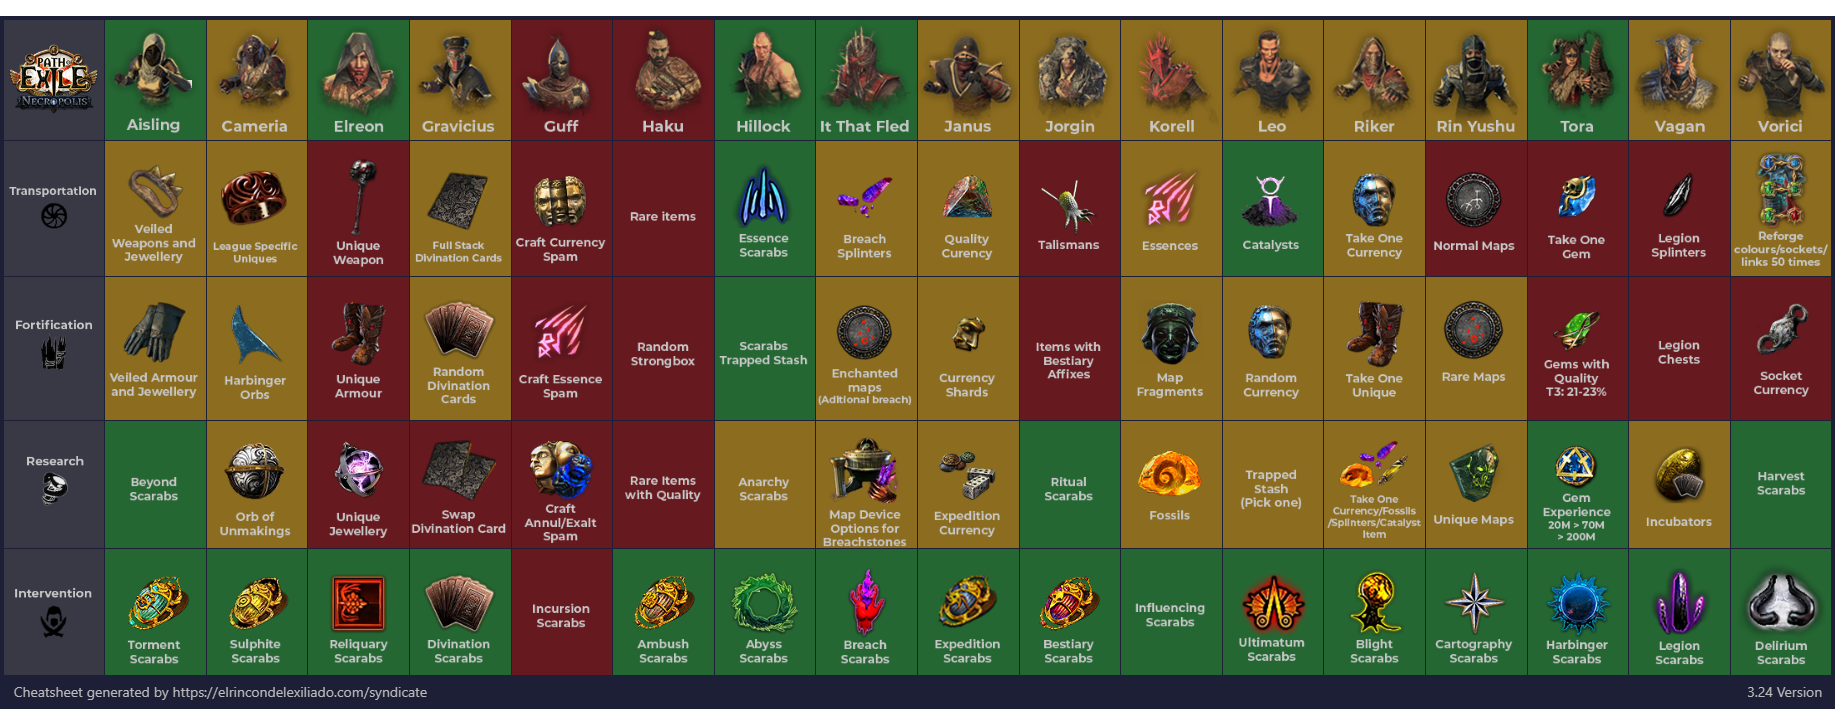 PATH OF
EXILE
NECROPOLIS
Aisling
Cameria
Elreon
Gravicius
Guff
Haku
Hillock
It That Fled
Janus
Jorgin
Korell
Leo
Riker
Rin Yushu
Tora
Vagan
Vorici
Transportation
Veiled
Weapons and
Jewellery
League Specific
Uniques
Unique
Weapon
Full Stack
Divination Cards
Craft Currency
Spam
Rare items
Essence
Scarabs
Breach
Splinters
Quality
Curency
Talismans
Essences
Catalysts
Take One
Currency
Normal Maps
Take One
Gem
Legion
Splinters
Reforge
colours/sockets/
links 50 times
Fortification
Veiled Armour
and Jewellery
Harbinger
Orbs
Unique
Armour
Random
Divination
Cards
Craft Essence
Spam
Random
Strongbox
Scarabs
Trapped Stash
Enchanted
maps
(Aditional breach)
Currency
Shards
Items with
Bestiary
Affixes
Map
Fragments
Random
Currency
Take One
Unique
Rare Maps
Gems with
Quality
T3: 21-23%
Legion
Chests
Socket
Currency
Research
Beyond
Scarabs
Orb of
Unmakings
Unique
Jewellery
Swap
Divination Card
Craft
Annul/Exalt
Spam
Rare Items
with Quality
Anarchy
Scarabs
Map Device
Options for
Breachstones
Expedition
Currency
Ritual
Scarabs
Fossils
Trapped
Stash
(Pick one)
Take One
Currency/Fossils
/Splinters/Catalyst
Item
Unique Maps
Gem
Experience
20M > 70M
> 200M
Incubators
Harvest
Scarabs
Intervention
Torment
Scarabs
Sulphite
Scarabs
Reliquary
Scarabs
Divination
Scarabs
Incursion
Scarabs
Ambush
Scarabs
Abyss
Scarabs
Breach
Scarabs
Expedition
Scarabs
Bestiary
Scarabs
Influencing
Scarabs
Ultimatum
Scarabs
Blight
Scarabs
Cartography
Scarabs
Harbinger
Scarabs
Legion
Scarabs
Delirium
Scarabs
Cheatsheet generated by https://elrincondelexiliado.com/syndicate
3.24 Version